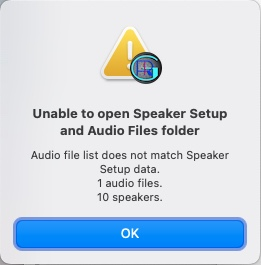 Unable to open Speaker Setup
and Audio Files folder
Audio file list does not match Speaker
Setup data.
1 audio files.
10 speakers.
OK